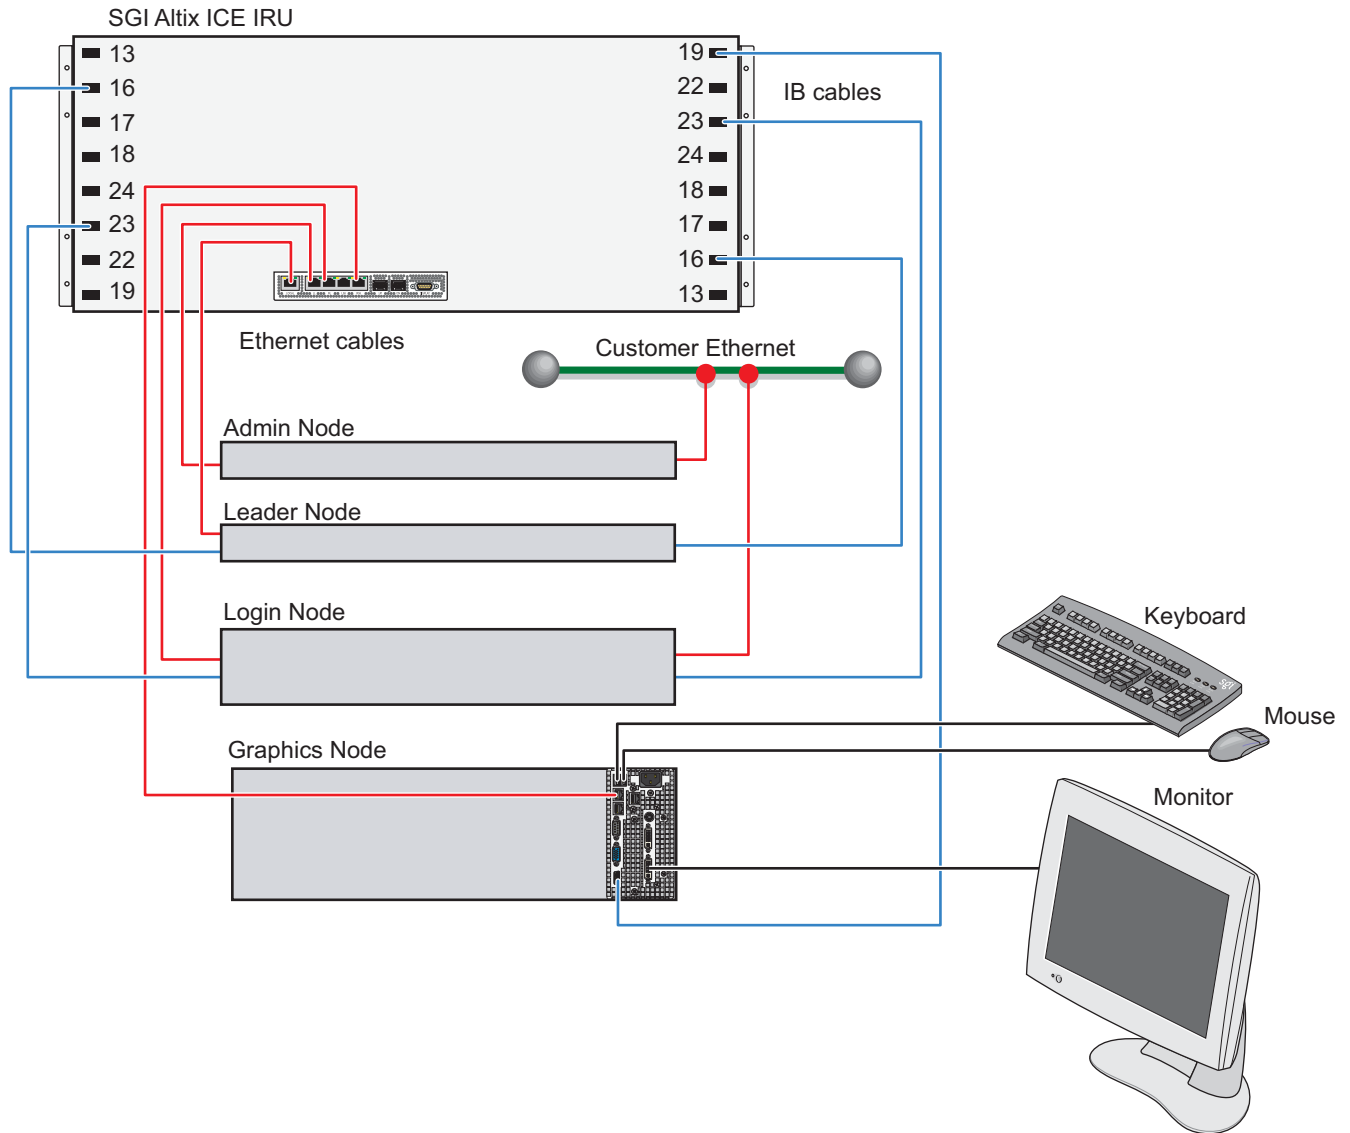 SGI Altix ICE IRU
13
16
17
18
24
23
22
19
19
22
23
24
18
17
16
13
IB cables
Ethernet cables
Customer Ethernet
Admin Node
Leader Node
Login Node
Graphics Node
Keyboard
SGI
Mouse
Monitor